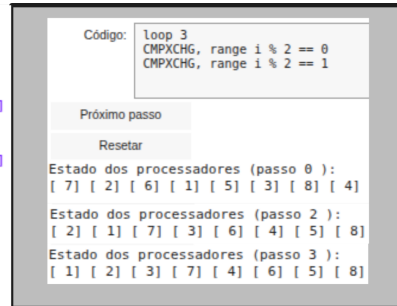 Código:
loop 3
CMPXCHG, range i % 2 == 0
CMPXCHG, range i % 2 == 1
Próximo passo
Resetar
Estado dos processadores (passo 0 ):
[ 7] [ 2] [ 6] [ 1] [ 5] [ 3] [ 8] [ 4]
Estado dos processadores (passo 2 ):
[ 2] [ 1] [ 7] [ 3] [ 6] [ 4] [ 5] [ 8]
Estado dos processadores (passo 3 ):
[ 1] [ 2] [ 3] [ 7] [ 4] [ 6] [ 5] [ 8]